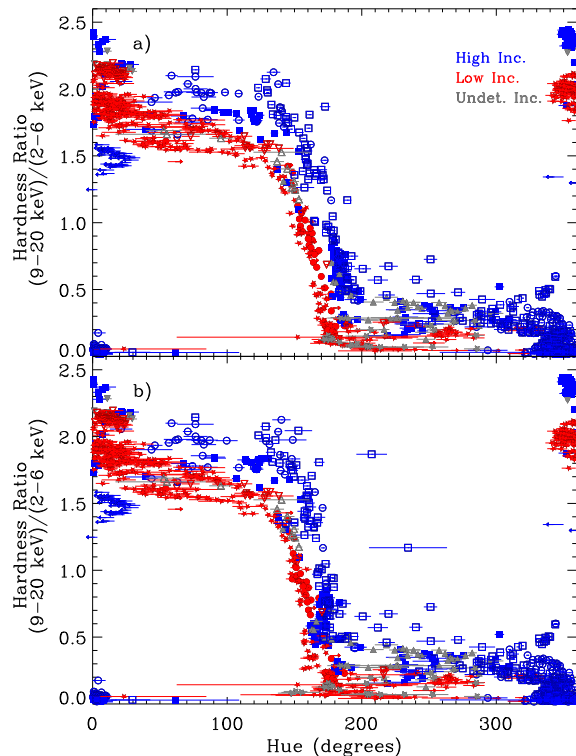 2.5
2.0
1.5
1.0
0.5
0.0
Hardness Ratio
(9–20 keV)/(2–6 keV)
a)
High Inc.
Low Inc.
Undet. Inc.
2.5
2.0
1.5
1.0
0.5
0.0
Hardness Ratio
(9–20 keV)/(2–6 keV)
b)
0
100
200
300
Hue (degrees)